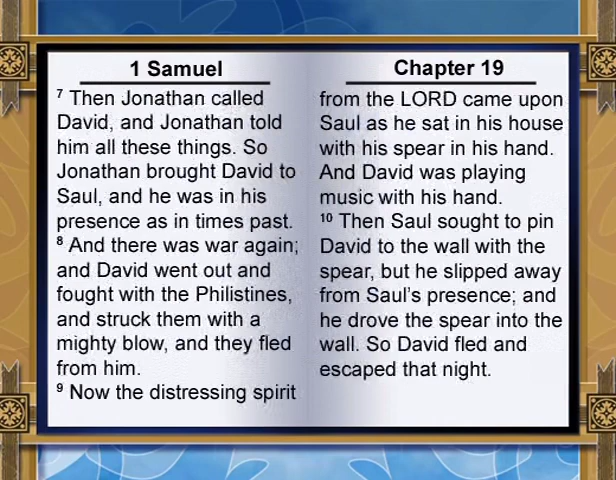 1 Samuel
⁷ Then Jonathan called
David, and Jonathan told
him all these things. So
Jonathan brought David to
Saul, and he was in his
presence as in times past.
⁸ And there was war again;
and David went out and
fought with the Philistines,
and struck them with a
mighty blow, and they fled
from him.
⁹ Now the distressing spirit
Chapter 19
from the LORD came upon
Saul as he sat in his house
with his spear in his hand.
And David was playing
music with his hand.
¹⁰ Then Saul sought to pin
David to the wall with the
spear, but he slipped away
from Saul's presence; and
he drove the spear into the
wall. So David fled and
escaped that night.